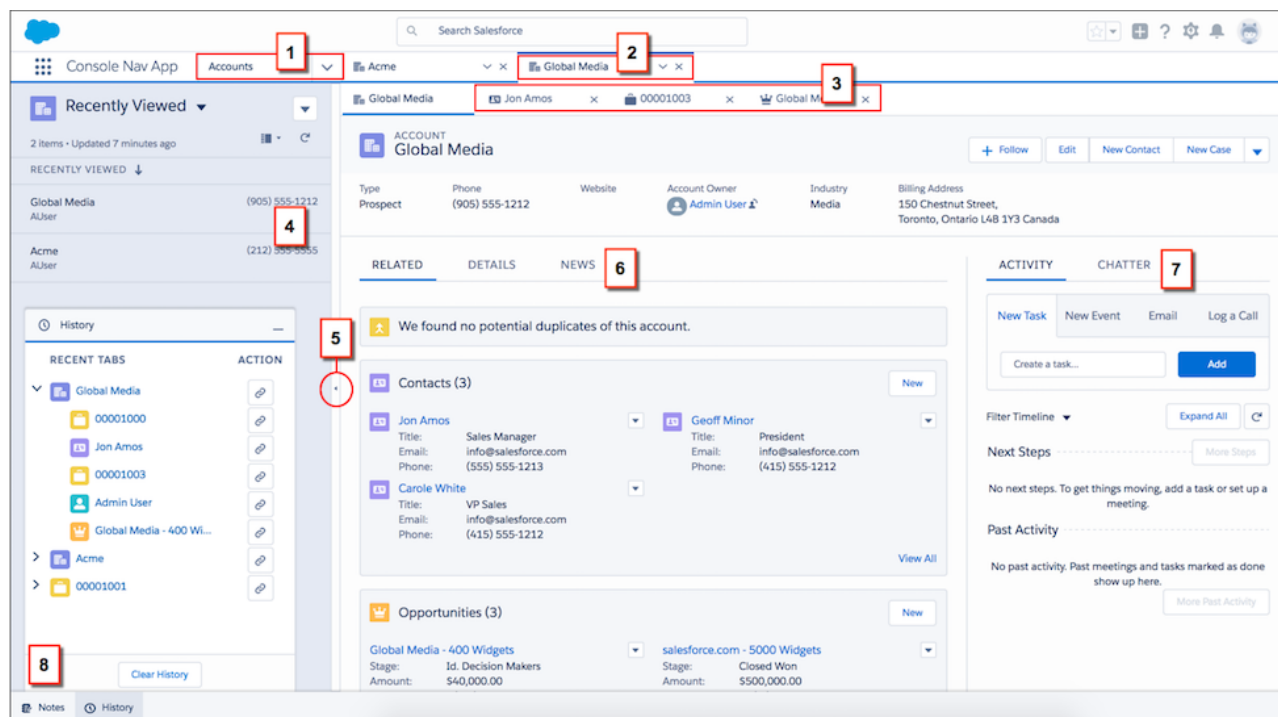 Search Salesforce
?
1
2
Console Nav App
Accounts
Acme
Global Media
3
Recently Viewed
Global Media
Jon Amos
00001003
Global M
2 items • Updated 7 minutes ago
ACCOUNT
Global Media
+ Follow
Edit
New Contact
New Case
RECENTLY VIEWED
Type
Phone
Website
Account Owner
Industry
Billing Address
Prospect
(905) 555-1212
Admin User
Media
150 Chestnut Street,
Toronto, Ontario L4B 1Y3 Canada
Global Media
(905) 555-1212
AUser
4
Acme
(212) 555-5555
AUser
RELATED
DETAILS
NEWS
6
ACTIVITY
CHATTER
7
We found no potential duplicates of this account.
New Task
New Event
Email
Log a Call
Create a task...
Add
History
5
RECENT TABS
ACTION
Global Media
00001000
Jon Amos
00001003
Admin User
Global Media - 400 Wi...
Acme
00001001
Clear History
8
Notes
History
Contacts (3)
New
Jon Amos
Title: Sales Manager
Email: info@salesforce.com
Phone: (555) 555-1213
Geoff Minor
Title: President
Email: info@salesforce.com
Phone: (415) 555-1212
Carole White
Title: VP Sales
Email: info@salesforce.com
Phone: (415) 555-1212
View All
Opportunities (3)
New
Global Media - 400 Widgets
Stage: Id. Decision Makers
Amount: $40,000.00
salesforce.com - 5000 Widgets
Stage: Closed Won
Amount: $500,000.00
Filter Timeline
Expand All
Next Steps
More Steps
No next steps. To get things moving, add a task or set up a
meeting.
Past Activity
No past activity. Past meetings and tasks marked as done
show up here.
More Past Activity